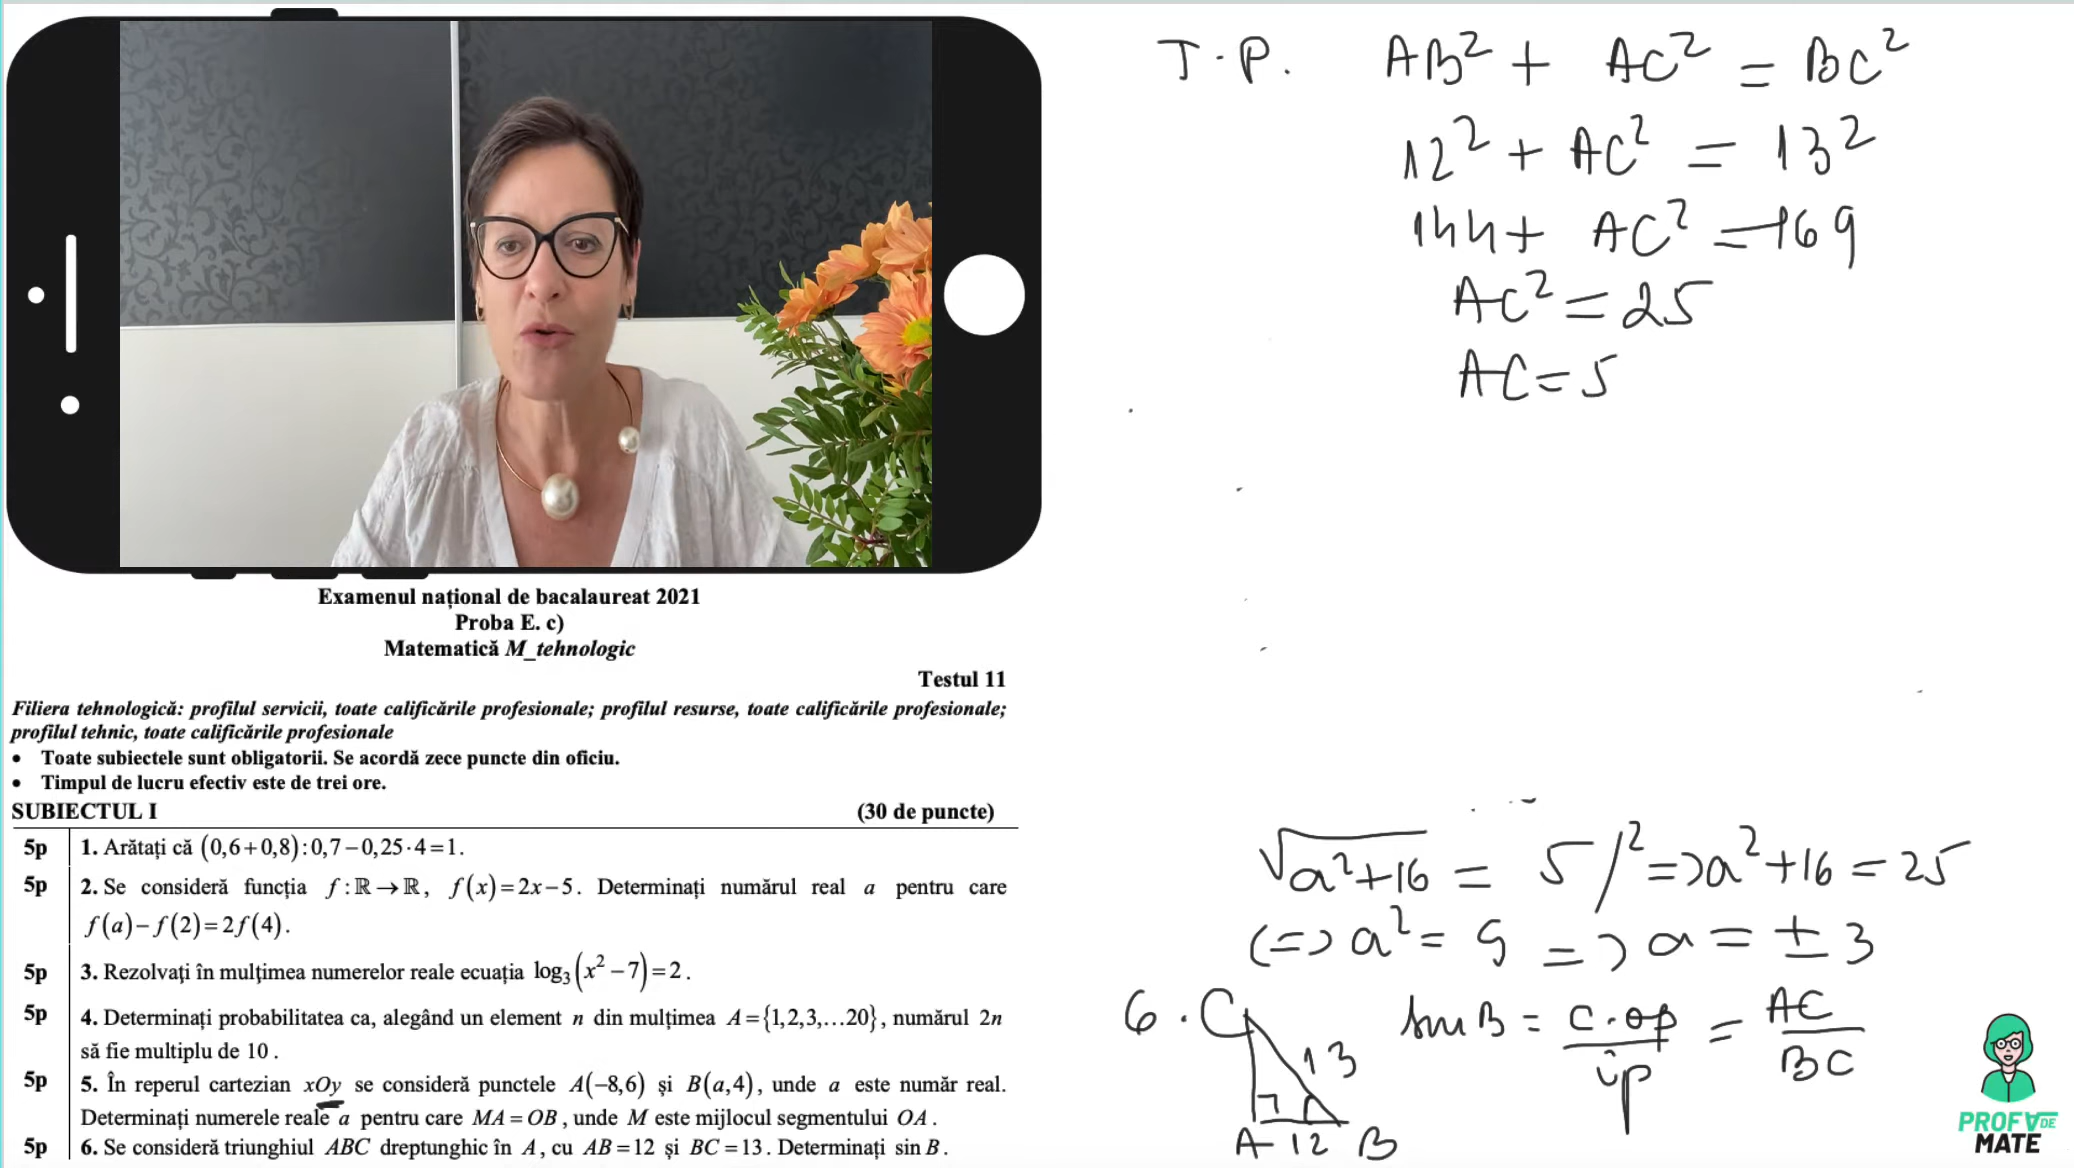 Examenul național de bacalaureat 2021
Proba E. c)
Matematică M_tehnologic
Testul 11
Filiera tehnologică: profilul servicii, toate calificările profesionale; profilul resurse, toate calificările profesionale;
profilul tehnic, toate calificările profesionale
• Toate subiectele sunt obligatorii. Se acordă zece puncte din oficiu.
• Timpul de lucru efectiv este de trei ore.
SUBIECTUL I (30 de puncte)
5p 1. Arătați că (0,6+0,8):0,7−0,25·4=1.
5p 2. Se consideră funcția f:ℝ→ℝ, f(x)=2x−5. Determinați numărul real a pentru care
f(a)−f(2)=2f(4).
5p 3. Rezolvați în mulțimea numerelor reale ecuația log₃(x²−7)=2.
5p 4. Determinați probabilitatea ca, alegând un element n din mulțimea A={1,2,3,…20}, numărul 2n
să fie multiplu de 10.
5p 5. În reperul cartezian xOy se consideră punctele A(−8,6) și B(a,4), unde a este număr real.
Determinați numerele reale a pentru care MA=OB, unde M este mijlocul segmentului OA.
5p 6. Se consideră triunghiul ABC dreptunghic în A, cu AB=12 și BC=13. Determinați sin B.
T.P. AB² + AC² = BC²
12² + AC² = 13²
144 + AC² = 169
AC² = 25
AC = 5
√(a²+16) = 5 /² => a²+16 = 25
(=> a² = 9 => a = ± 3
6. C 13 A 12 B
sin B = c.op / ip = AC / BC
PROFA DE
MATE